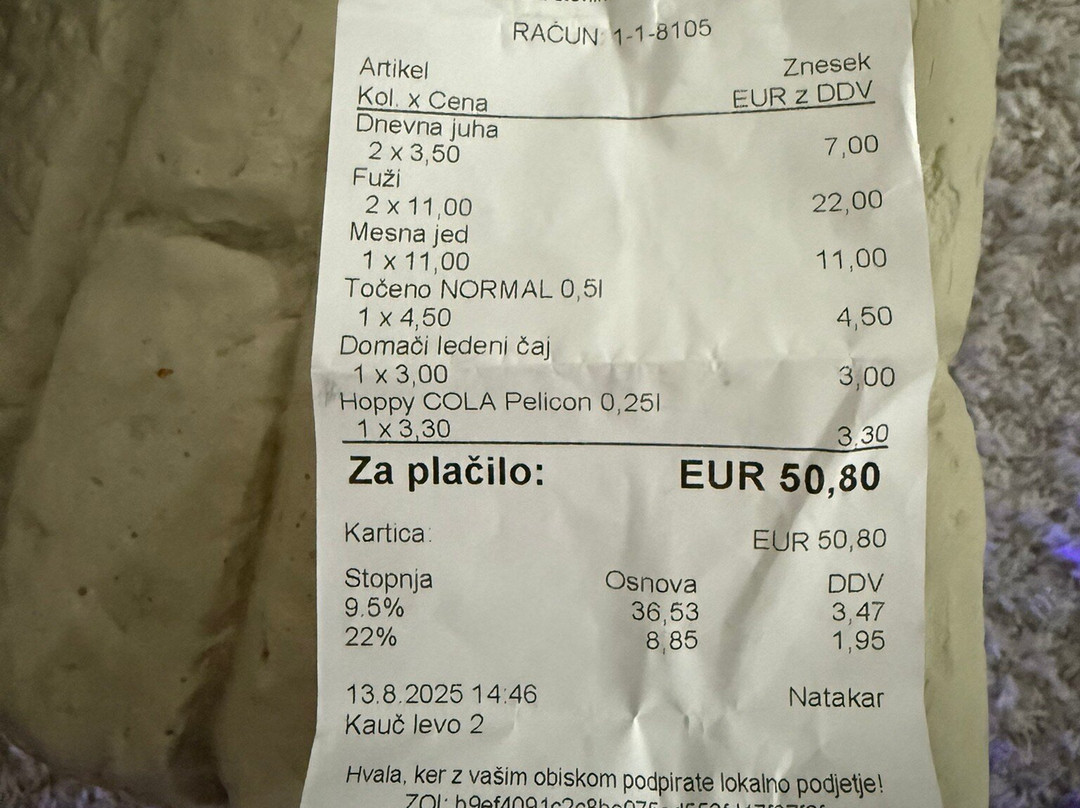 RAČUN: 1-1-8105
Artikel Znesek
Kol. x Cena EUR z DDV
Dnevna juha
2 x 3,50 7,00
Fuži
2 x 11,00 22,00
Mesna jed
1 x 11,00 11,00
Točeno NORMAL 0,5l
1 x 4,50 4,50
Domači ledeni čaj
1 x 3,00 3,00
Hoppy COLA Pelicon 0,25l
1 x 3,30 3,30
Za plačilo: EUR 50,80
Kartica: EUR 50,80
Stopnja Osnova DDV
9.5% 36,53 3,47
22% 8,85 1,95
13.8.2025 14:46 Natakar
Kauč levo 2
Hvala, ker z vašim obiskom podpirate lokalno podjetje!
ZOI: